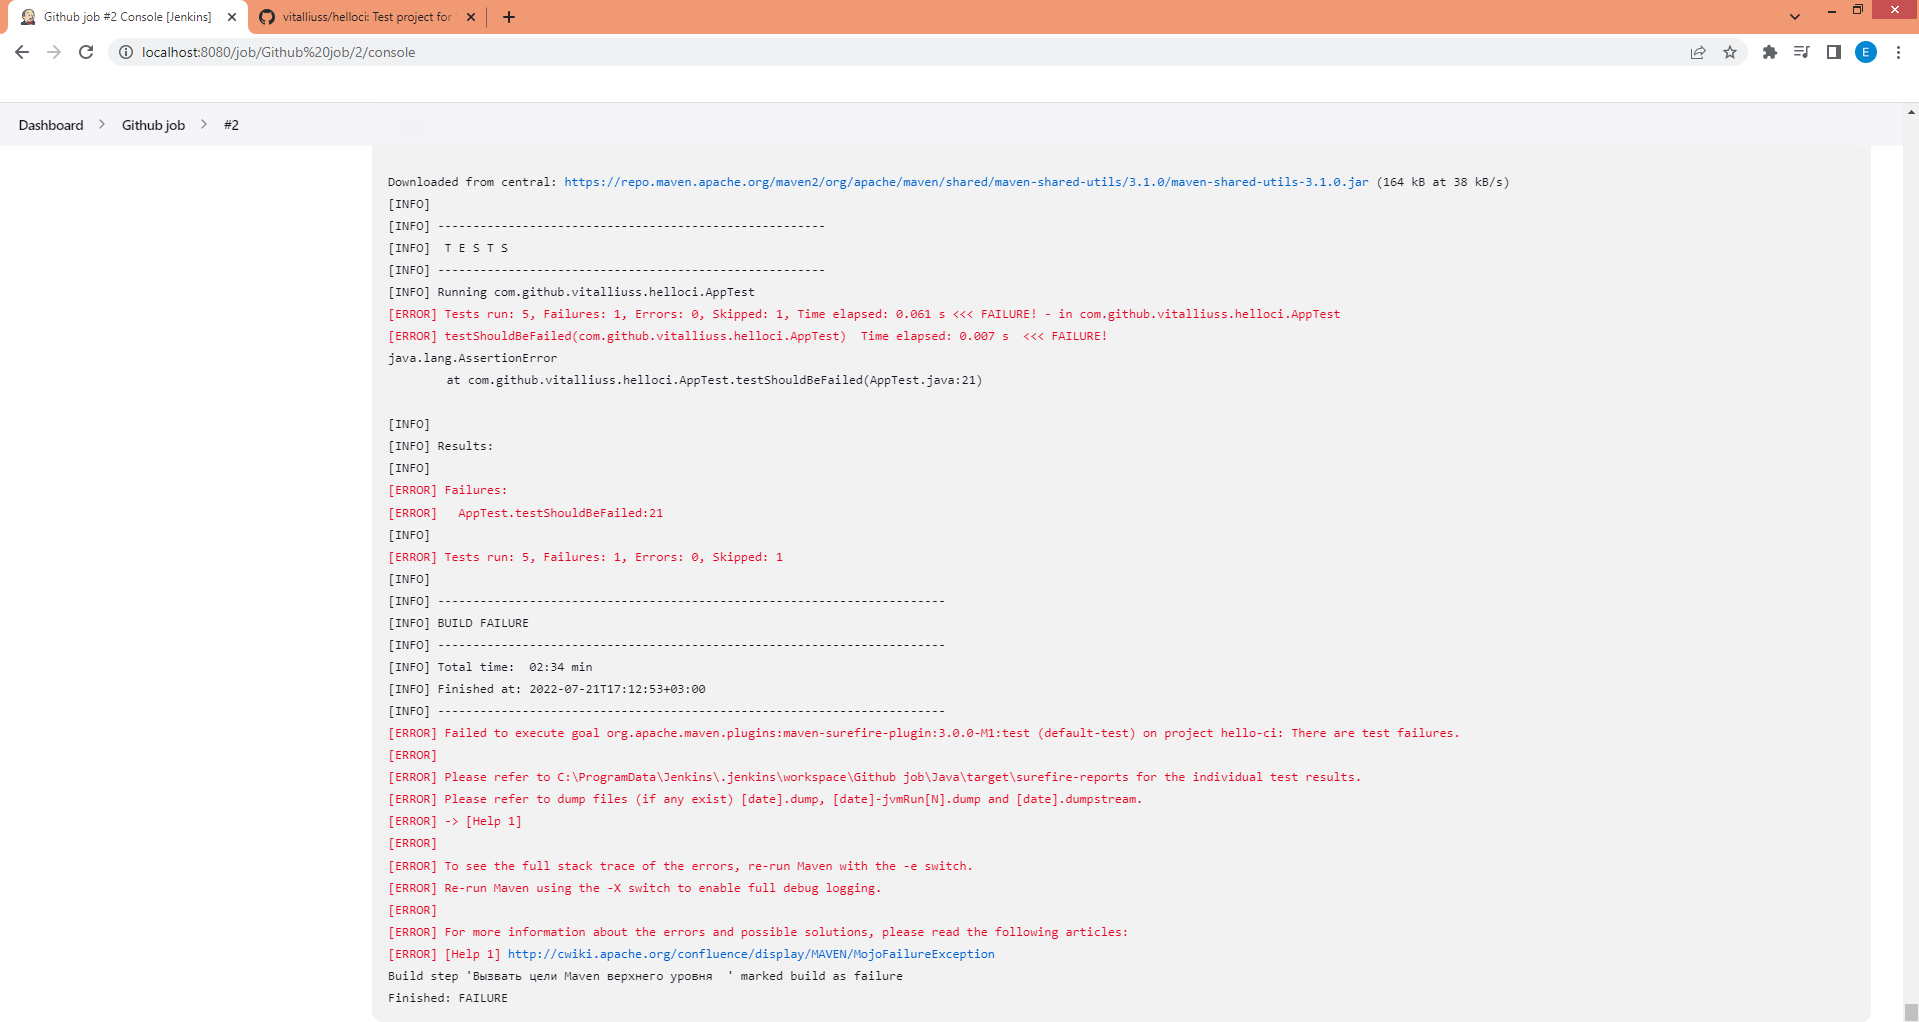 Github job #2 Console [Jenkins]
vitalliuss/helloci: Test project for
localhost:8080/job/Github%20job/2/console
E
Dashboard > Github job > #2
Downloaded from central: https://repo.maven.apache.org/maven2/org/apache/maven/shared/maven-shared-utils/3.1.0/maven-shared-utils-3.1.0.jar (164 kB at 38 kB/s)
[INFO]
[INFO] -------------------------------------------------------
[INFO]  T E S T S
[INFO] -------------------------------------------------------
[INFO] Running com.github.vitalliuss.helloci.AppTest
[ERROR] Tests run: 5, Failures: 1, Errors: 0, Skipped: 1, Time elapsed: 0.061 s <<< FAILURE! - in com.github.vitalliuss.helloci.AppTest
[ERROR] testShouldBeFailed(com.github.vitalliuss.helloci.AppTest)  Time elapsed: 0.007 s  <<< FAILURE!
java.lang.AssertionError
	at com.github.vitalliuss.helloci.AppTest.testShouldBeFailed(AppTest.java:21)
[INFO]
[INFO] Results:
[INFO]
[ERROR] Failures:
[ERROR]   AppTest.testShouldBeFailed:21
[INFO]
[ERROR] Tests run: 5, Failures: 1, Errors: 0, Skipped: 1
[INFO]
[INFO] ------------------------------------------------------------------------
[INFO] BUILD FAILURE
[INFO] ------------------------------------------------------------------------
[INFO] Total time:  02:34 min
[INFO] Finished at: 2022-07-21T17:12:53+03:00
[INFO] ------------------------------------------------------------------------
[ERROR] Failed to execute goal org.apache.maven.plugins:maven-surefire-plugin:3.0.0-M1:test (default-test) on project hello-ci: There are test failures.
[ERROR]
[ERROR] Please refer to C:\ProgramData\Jenkins\.jenkins\workspace\Github job\Java\target\surefire-reports for the individual test results.
[ERROR] Please refer to dump files (if any exist) [date].dump, [date]-jvmRun[N].dump and [date].dumpstream.
[ERROR] -> [Help 1]
[ERROR]
[ERROR] To see the full stack trace of the errors, re-run Maven with the -e switch.
[ERROR] Re-run Maven using the -X switch to enable full debug logging.
[ERROR]
[ERROR] For more information about the errors and possible solutions, please read the following articles:
[ERROR] [Help 1] http://cwiki.apache.org/confluence/display/MAVEN/MojoFailureException
Build step 'Вызвать цели Maven верхнего уровня  ' marked build as failure
Finished: FAILURE